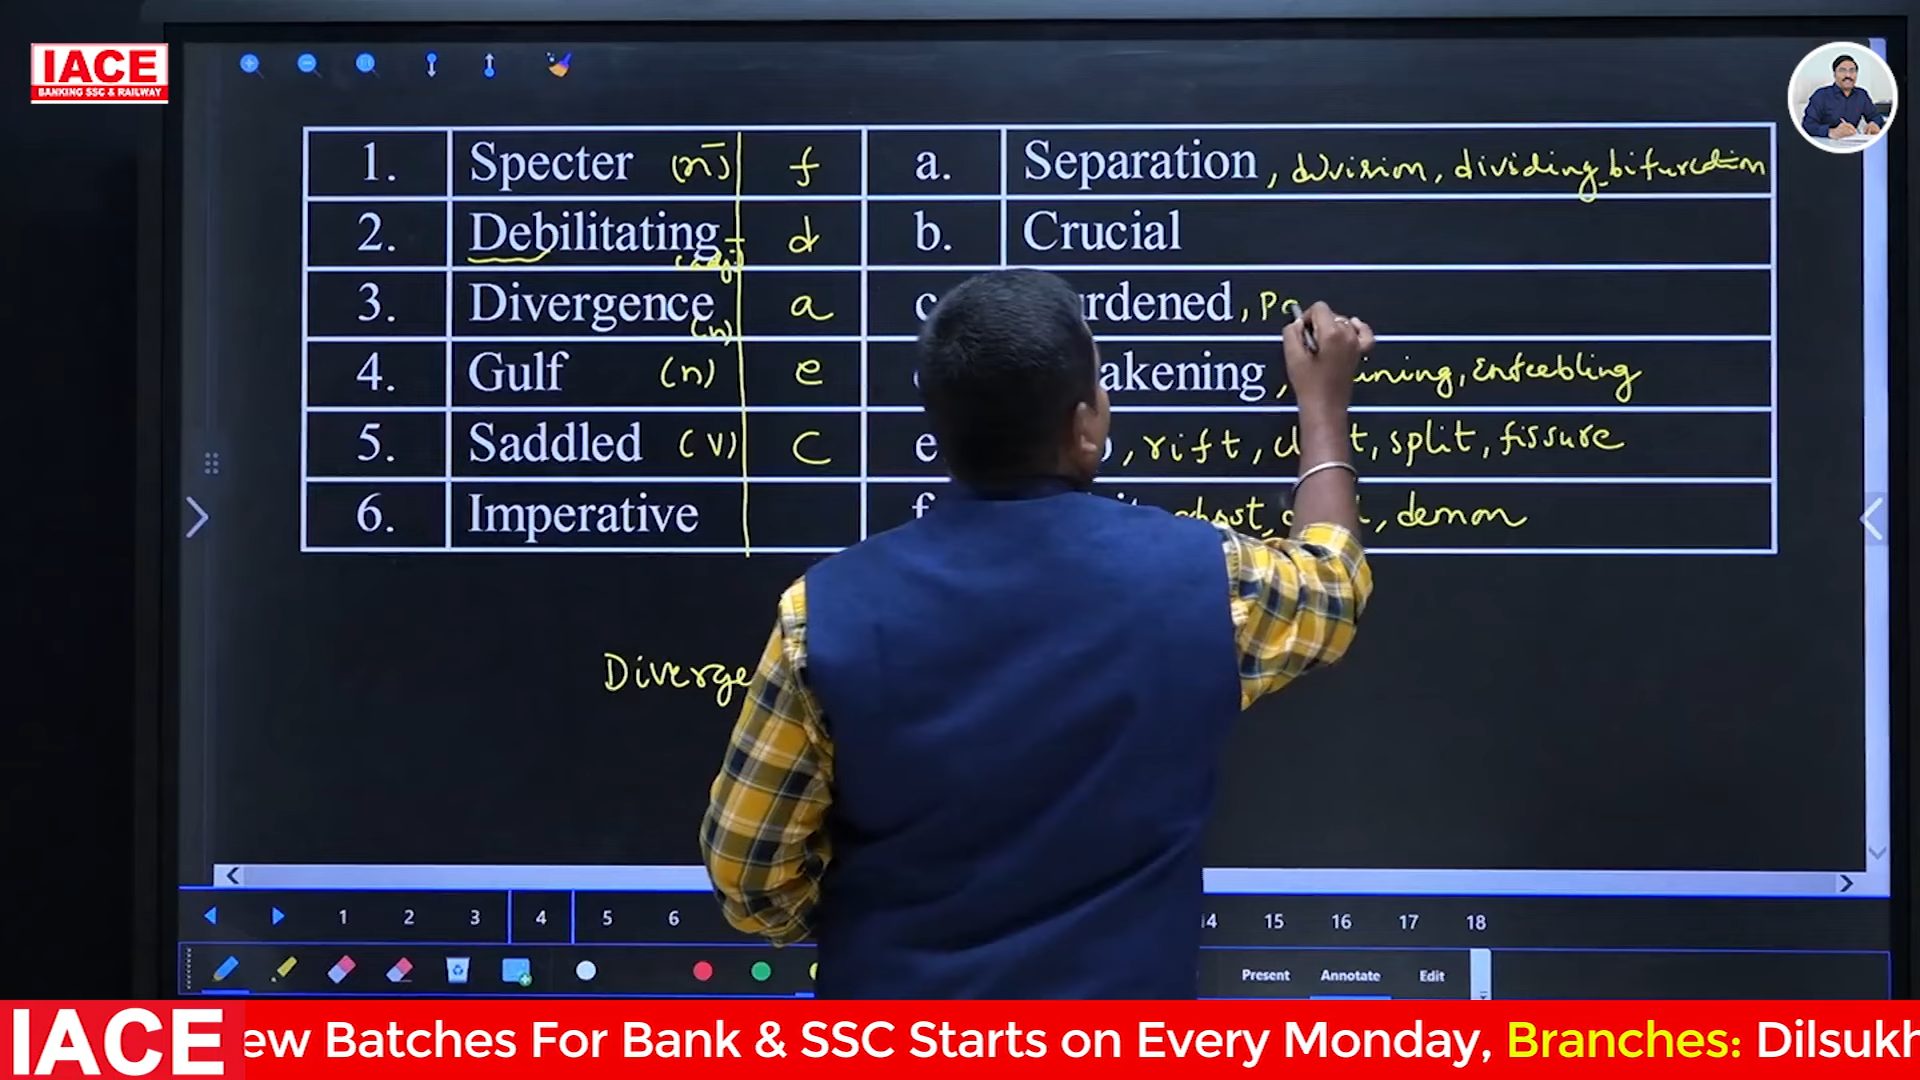 IACE
BANKING SSC & RAILWAY
1. Specter (n) f a. Separation, division, dividing, bifurcation
2. Debilitating (adj) d b. Crucial
3. Divergence (n) a c urdened, Po
4. Gulf (n) e akening, ining, Enfeebling
5. Saddled (v) c e , rift, cl t, split, fissure
6. Imperative f ghost, , demon
Diverge
1 2 3 4 5 6 14 15 16 17 18
Present Annotate Edit
IACE ew Batches For Bank & SSC Starts on Every Monday, Branches: Dilsukh